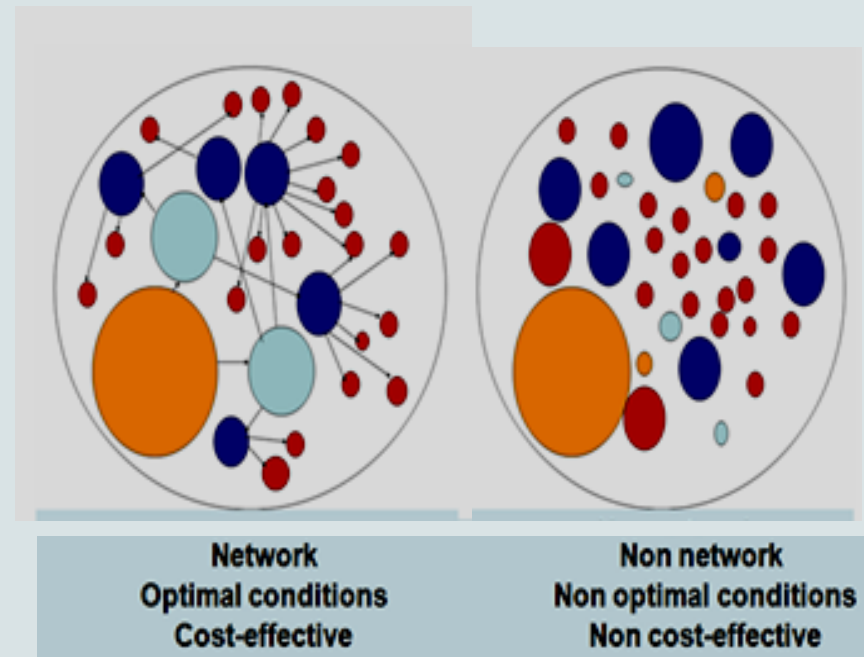 Network
Optimal conditions
Cost-effective
Non network
Non optimal conditions
Non cost-effective